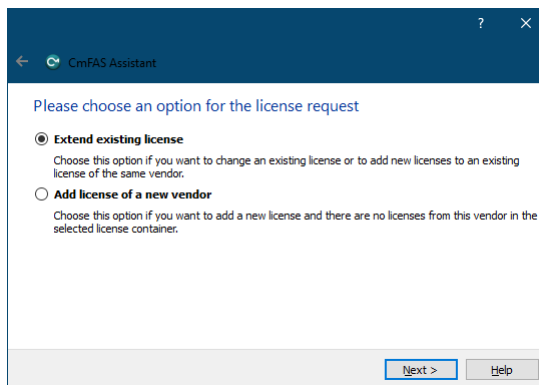 ?
CmFAS Assistant
Please choose an option for the license request
Extend existing license
Choose this option if you want to change an existing license or to add new licenses to an existing
license of the same vendor.
Add license of a new vendor
Choose this option if you want to add a new license and there are no licenses from this vendor in the
selected license container.
Next > Help